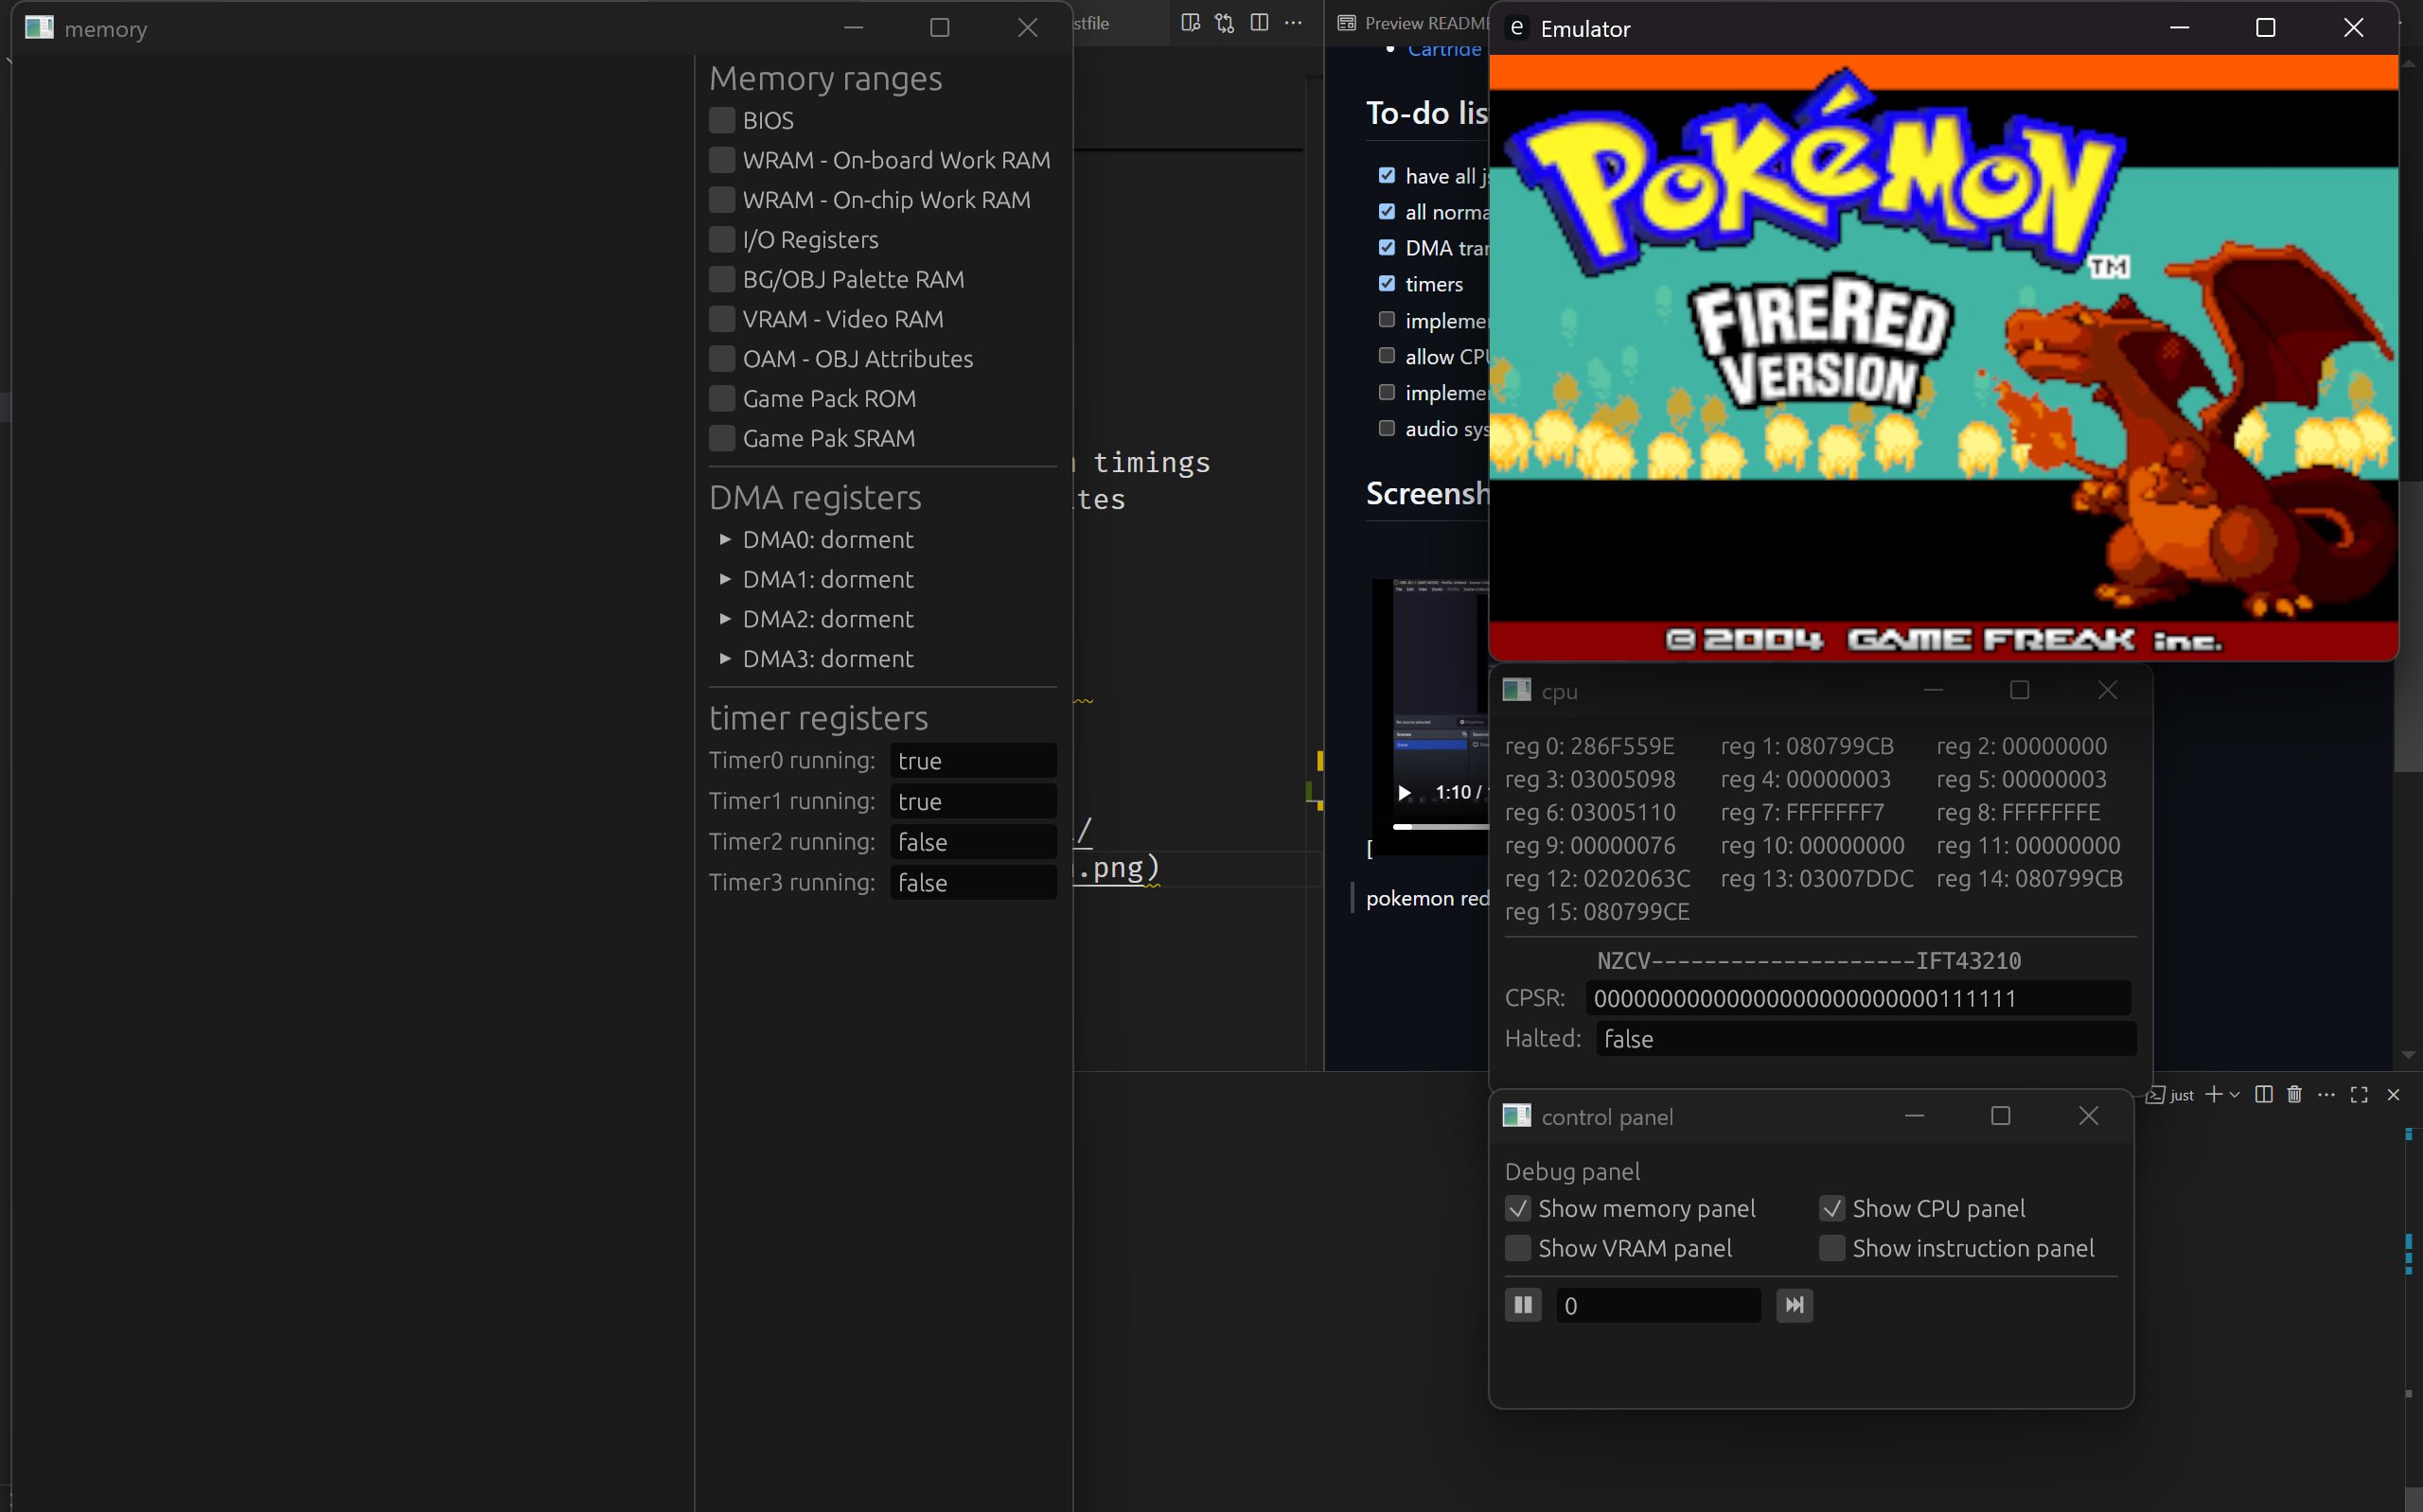 memory
Memory ranges
BIOS
WRAM - On-board Work RAM
WRAM - On-chip Work RAM
I/O Registers
BG/OBJ Palette RAM
VRAM - Video RAM
OAM - OBJ Attributes
Game Pack ROM
Game Pak SRAM
DMA registers
DMA0: dorment
DMA1: dorment
DMA2: dorment
DMA3: dorment
timer registers
Timer0 running: true
Timer1 running: true
Timer2 running: false
Timer3 running: false
stfile
timings
tes
/
.png)
Preview README
Cartride
To-do lis
have all js
all norma
DMA tran
timers
impleme
allow CPU
impleme
audio sys
Screensh
1:10 /
[
pokemon red
Emulator
POKéMON
TM
FIRERED
VERSION
© 2004 GAME FREAK inc.
cpu
reg 0: 286F559E reg 1: 080799CB reg 2: 00000000
reg 3: 03005098 reg 4: 00000003 reg 5: 00000003
reg 6: 03005110 reg 7: FFFFFFF7 reg 8: FFFFFFFE
reg 9: 00000076 reg 10: 00000000 reg 11: 00000000
reg 12: 0202063C reg 13: 03007DDC reg 14: 080799CB
reg 15: 080799CE
NZCV--------------------IFT43210
CPSR: 00000000000000000000000000111111
Halted: false
just
control panel
Debug panel
Show memory panel Show CPU panel
Show VRAM panel Show instruction panel
0